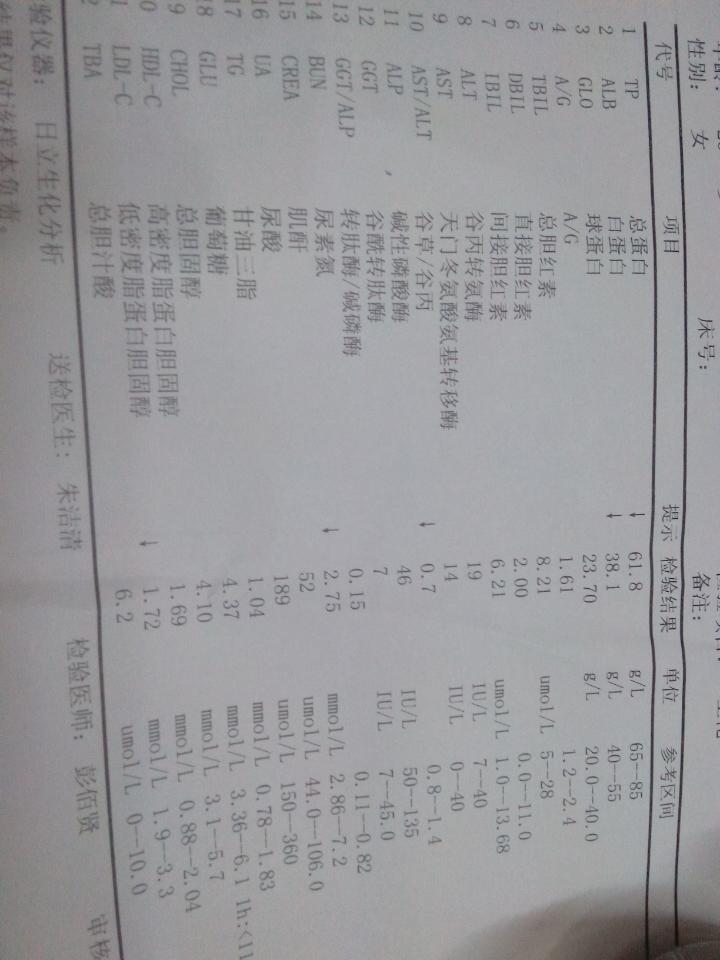 性别： 女 床号： 备注：
代号 项目 提示 检验结果 单位 参考区间
1 TP 总蛋白 ↓ 61.8 g/L 65--85
2 ALB 白蛋白 ↓ 38.1 g/L 40--55
3 GLO 球蛋白 23.70 g/L 20.0--40.0
4 A/G A/G 1.61 1.2--2.4
5 TBIL 总胆红素 8.21 umol/L 5--28
6 DBIL 直接胆红素 2.00 0.0--11.0
7 IBIL 间接胆红素 6.21 umol/L 1.0--13.68
8 ALT 谷丙转氨酶 19 IU/L 7--40
9 AST 天门冬氨酸氨基转移酶 14 IU/L 0--40
10 AST/ALT 谷草/谷丙 ↓ 0.7 0.8--1.4
11 ALP 碱性磷酸酶 46 IU/L 50--135
12 GGT 谷酰转肽酶 7 IU/L 7--45.0
13 GGT/ALP 转肽酶/碱磷酶 0.15 0.11--0.82
14 BUN 尿素氮 ↓ 2.75 mmol/L 2.86--7.2
15 CREA 肌酐 52 umol/L 44.0--106.0
16 UA 尿酸 189 umol/L 150--360
17 TG 甘油三脂 1.04 mmol/L 0.78--1.83
8 GLU 葡萄糖 4.37 mmol/L 3.36--6.1 1h:<11
9 CHOL 总胆固醇 4.10 mmol/L 3.1--5.7
0 HDL-C 高密度脂蛋白胆固醇 1.69 mmol/L 0.88--2.04
1 LDL-C 低密度脂蛋白胆固醇 ↓ 1.72 mmol/L 1.9--3.3
2 TBA 总胆汁酸 6.2 umol/L 0--10.0
验仪器： 日立生化分析 送检医生： 朱洁清 检验医师： 彭佰贤 审核
结果仅对该样本负责。